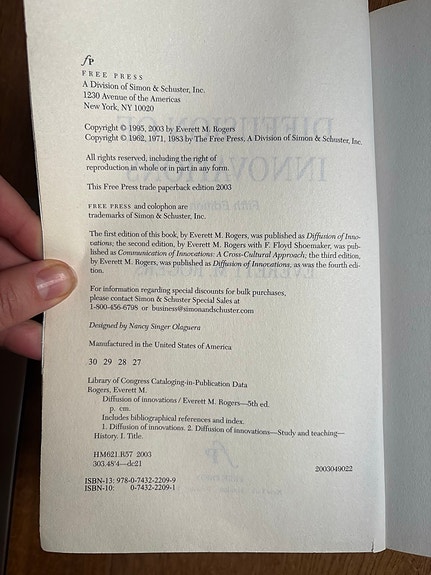 fP
FREE PRESS
A Division of Simon & Schuster, Inc.
1230 Avenue of the Americas
New York, NY 10020
Copyright © 1995, 2003 by Everett M. Rogers
Copyright © 1962, 1971, 1983 by The Free Press, A Division of Simon & Schuster, Inc.
All rights reserved, including the right of
reproduction in whole or in part in any form.
This Free Press trade paperback edition 2003
FREE PRESS and colophon are
trademarks of Simon & Schuster, Inc.
The first edition of this book, by Everett M. Rogers, was published as Diffusion of Inno-
vations; the second edition, by Everett M. Rogers with F. Floyd Shoemaker, was pub-
lished as Communication of Innovations: A Cross-Cultural Approach; the third edition,
by Everett M. Rogers, was published as Diffusion of Innovations, as was the fourth edi-
tion.
For information regarding special discounts for bulk purchases,
please contact Simon & Schuster Special Sales at
1-800-456-6798 or business@simonandschuster.com
Designed by Nancy Singer Olaguera
Manufactured in the United States of America
30 29 28 27
Library of Congress Cataloging-in-Publication Data
Rogers, Everett M.
Diffusion of innovations / Everett M. Rogers—5th ed.
p. cm.
Includes bibliographical references and index.
1. Diffusion of innovations. 2. Diffusion of innovations—Study and teaching—
History. I. Title.
HM621.R57 2003
303.48'4—dc21
2003049022
ISBN-13: 978-0-7432-2209-9
ISBN-10: 0-7432-2209-1